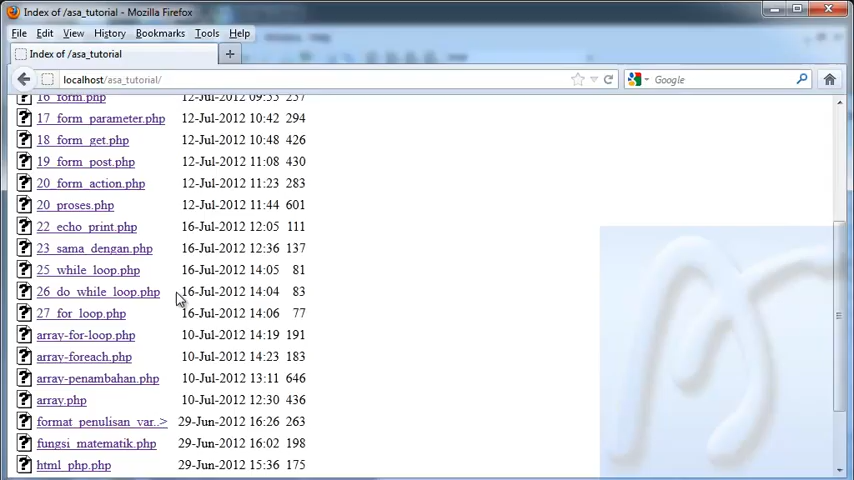 Index of /asa_tutorial - Mozilla Firefox
File Edit View History Bookmarks Tools Help
Index of /asa_tutorial
localhost/asa_tutorial/
Google
16_form.php 12-Jul-2012 09:55 257
17_form_parameter.php 12-Jul-2012 10:42 294
18_form_get.php 12-Jul-2012 10:48 426
19_form_post.php 12-Jul-2012 11:08 430
20_form_action.php 12-Jul-2012 11:23 283
20_proses.php 12-Jul-2012 11:44 601
22_echo_print.php 16-Jul-2012 12:05 111
23_sama_dengan.php 16-Jul-2012 12:36 137
25_while_loop.php 16-Jul-2012 14:05 81
26_do_while_loop.php 16-Jul-2012 14:04 83
27_for_loop.php 16-Jul-2012 14:06 77
array-for-loop.php 10-Jul-2012 14:19 191
array-foreach.php 10-Jul-2012 14:23 183
array-penambahan.php 10-Jul-2012 13:11 646
array.php 10-Jul-2012 12:30 436
format_penulisan_var..> 29-Jun-2012 16:26 263
fungsi_matematik.php 29-Jun-2012 16:02 198
html_php.php 29-Jun-2012 15:36 175